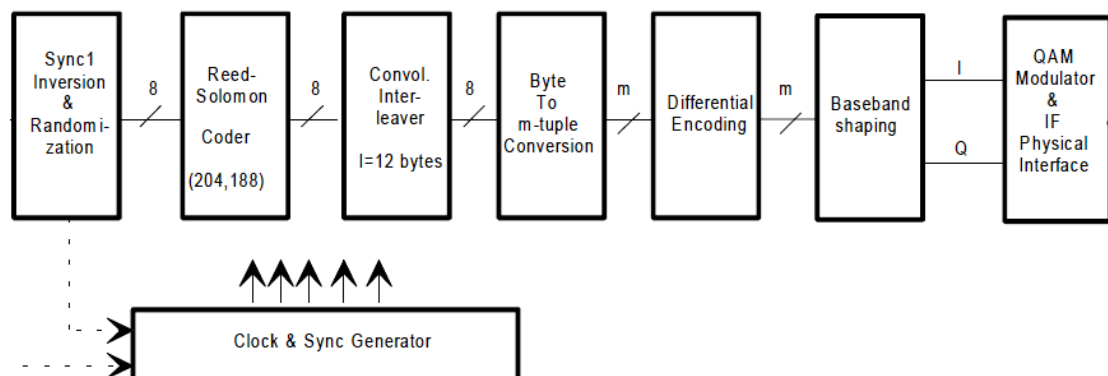 Sync1
Inversion
&
Randomi-
zation
8
Reed-
Solomon
Coder
(204,188)
8
Convol.
Inter-
leaver
I=12 bytes
8
Byte
To
m-tuple
Conversion
m
Differential
Encoding
m
Baseband
shaping
I
Q
QAM
Modulator
&
IF
Physical
Interface
Clock & Sync Generator